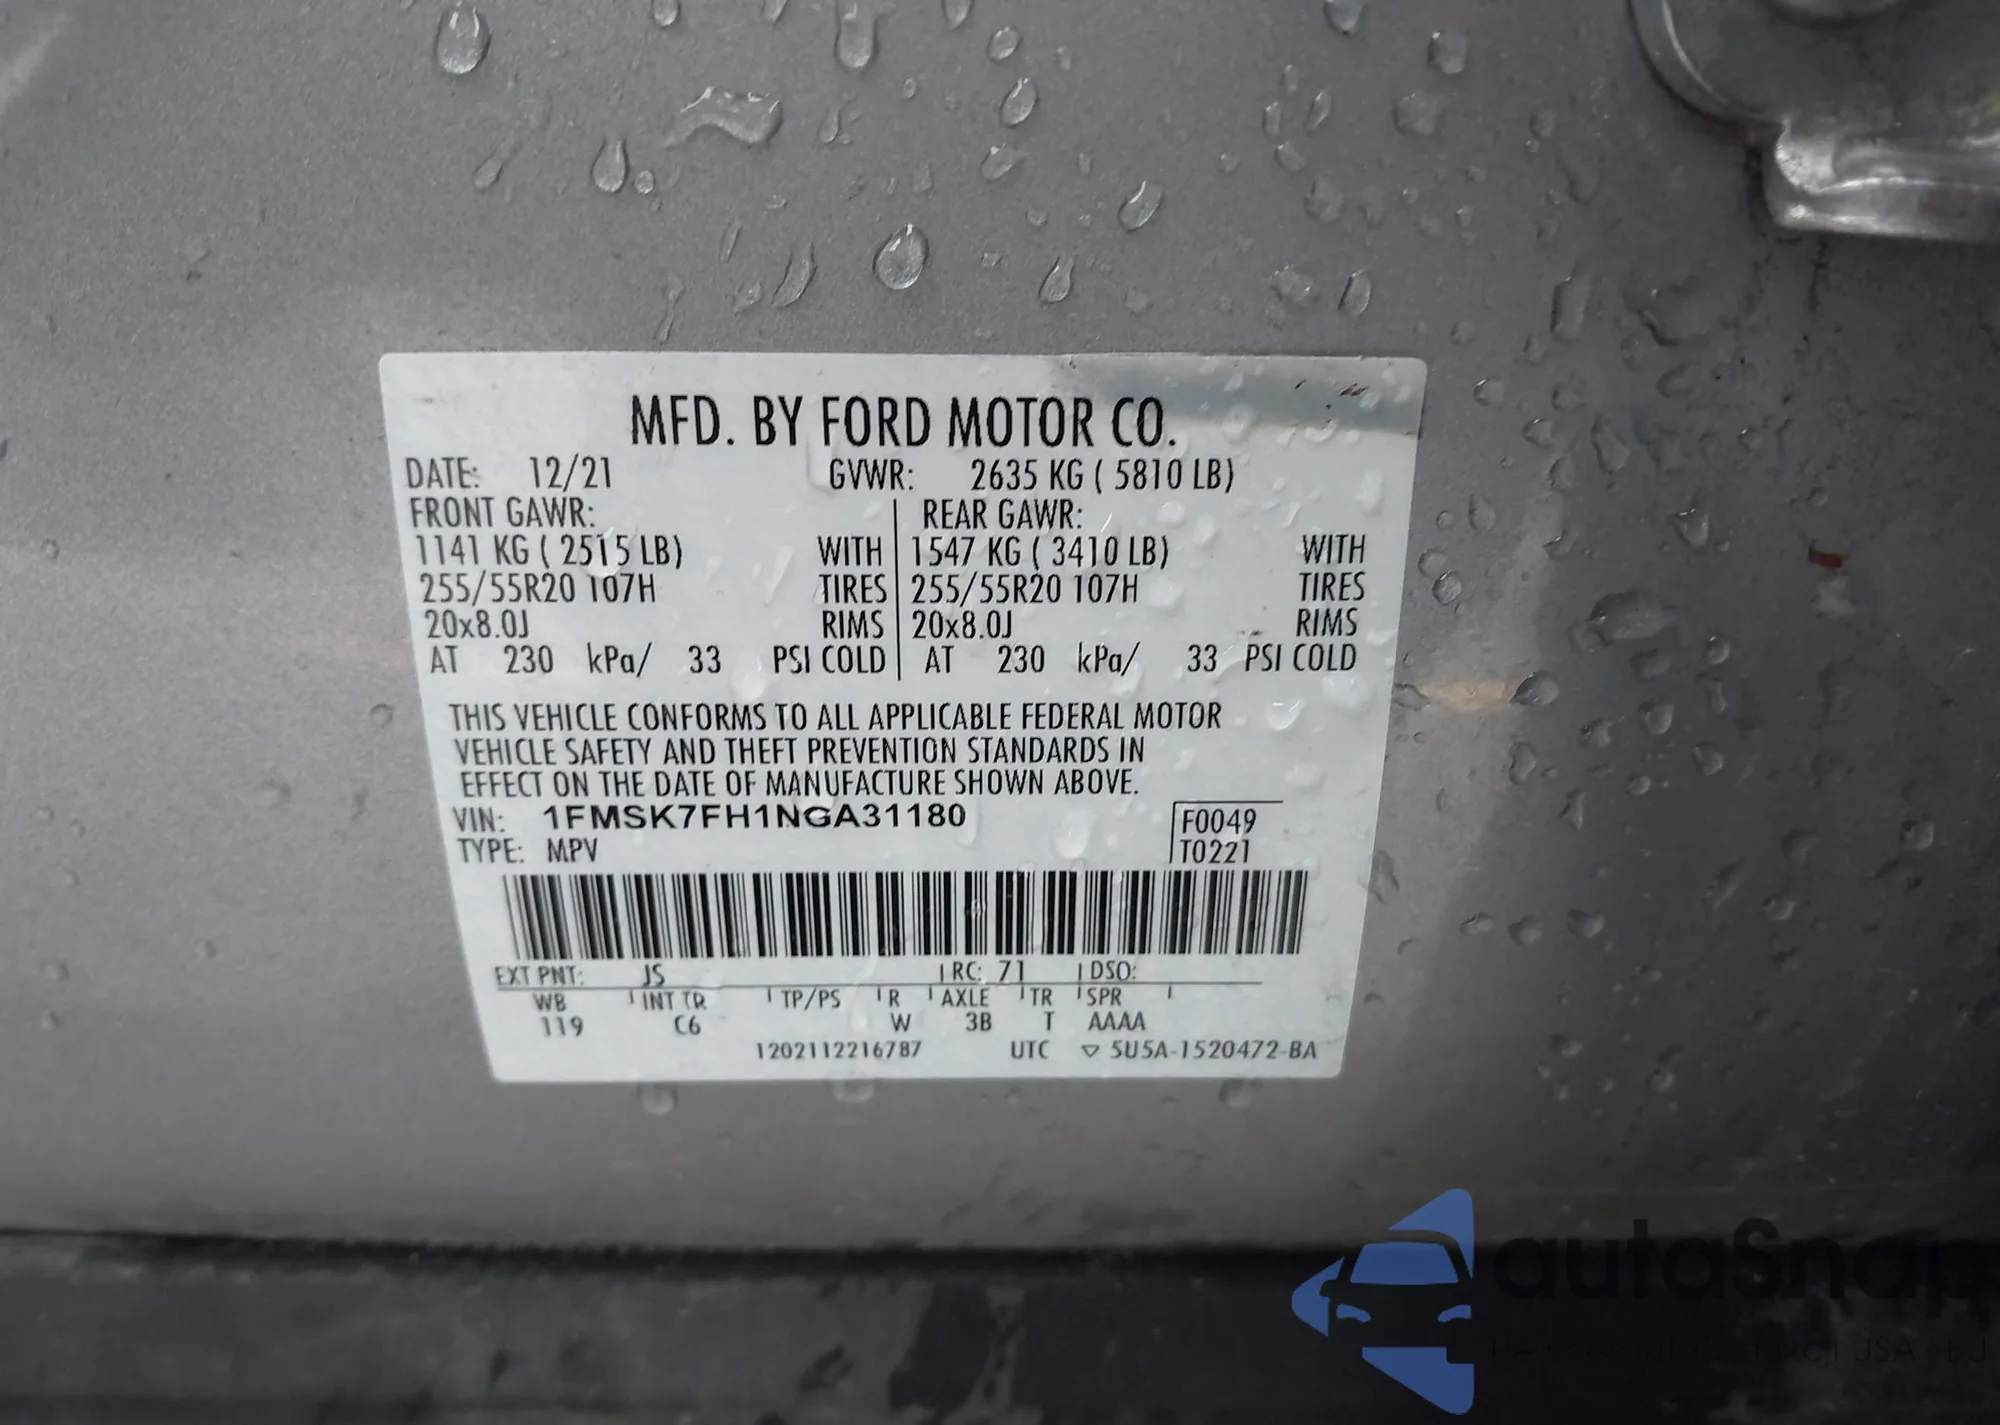 MFD. BY FORD MOTOR CO.
DATE: 12/21 GVWR: 2635 KG ( 5810 LB)
FRONT GAWR: REAR GAWR:
1141 KG ( 2515 LB) WITH 1547 KG ( 3410 LB) WITH
255/55R20 107H TIRES 255/55R20 107H TIRES
20x8.0J RIMS 20x8.0J RIMS
AT 230 kPa/ 33 PSI COLD AT 230 kPa/ 33 PSI COLD
THIS VEHICLE CONFORMS TO ALL APPLICABLE FEDERAL MOTOR
VEHICLE SAFETY AND THEFT PREVENTION STANDARDS IN
EFFECT ON THE DATE OF MANUFACTURE SHOWN ABOVE.
VIN: 1FMSK7FH1NGA31180 F0049
TYPE: MPV T0221
EXT PNT: JS RC: 71 DSO:
WB INT TR TP/PS R AXLE TR SPR
119 C6 W 3B T AAAA
1202112216787 UTC ▽ 5U5A-1520472-BA
autoSnap
USA